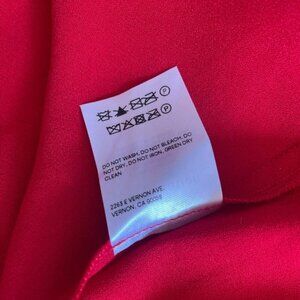 DO NOT WASH, DO NOT BLEACH, DO
NOT DRY, DO NOT IRON, GREEN DRY
CLEAN
2263 E VERNON AVE.
VERNON, CA 90058